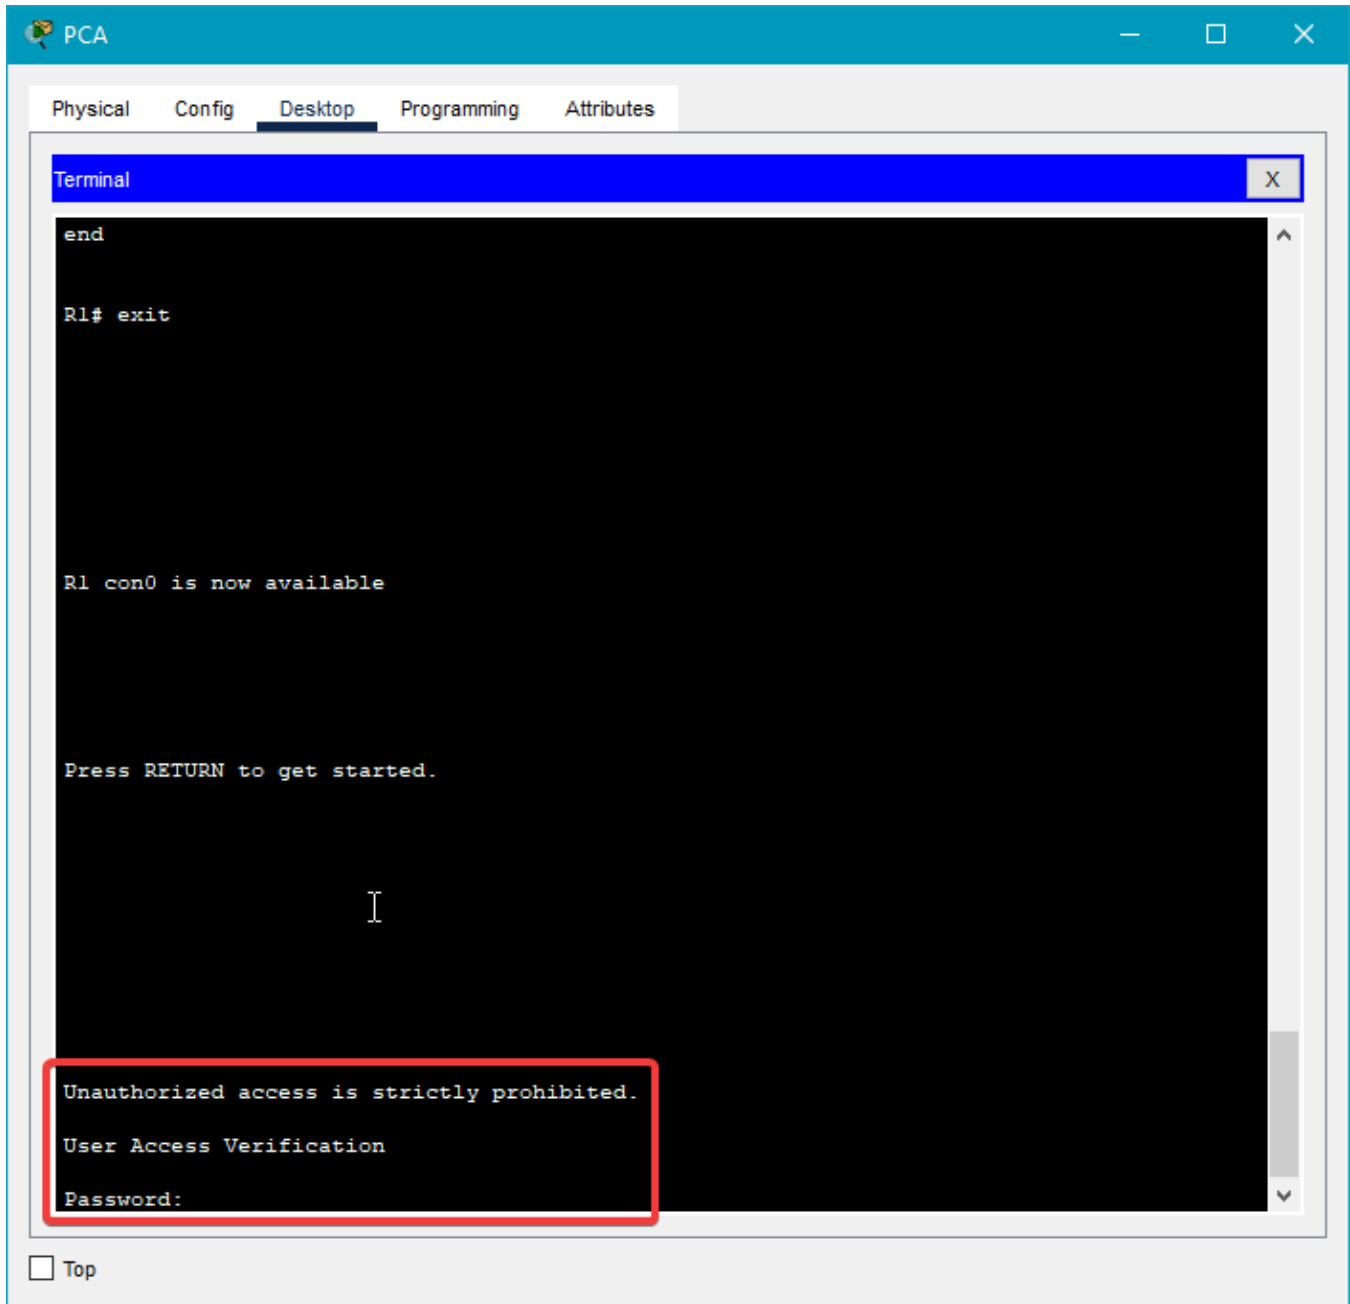 PCA
Physical Config Desktop Programming Attributes
Terminal X
end
R1# exit
R1 con0 is now available
Press RETURN to get started.
Unauthorized access is strictly prohibited.
User Access Verification
Password:
Top